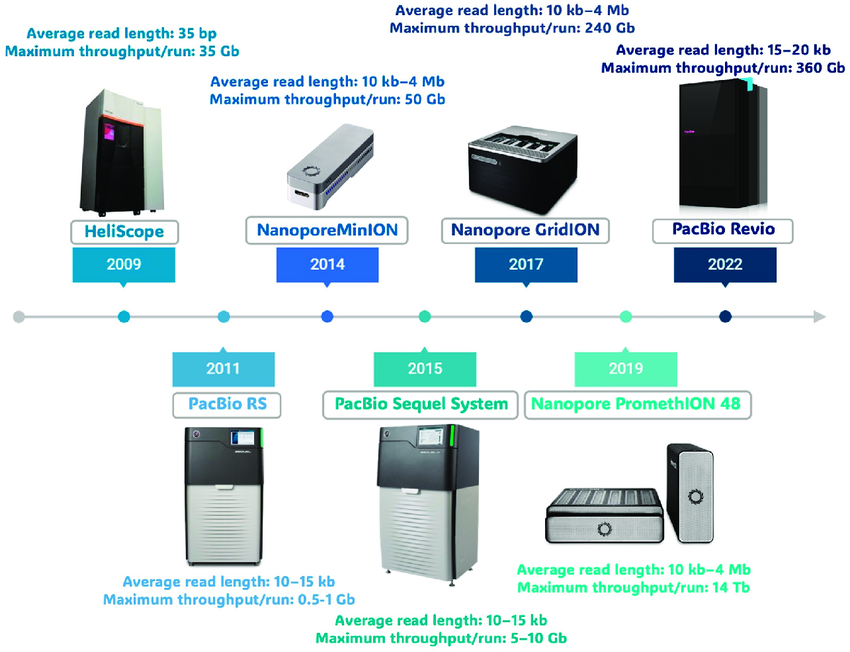 Average read length: 35 bp
Maximum throughput/run: 35 Gb
Average read length: 10 kb–4 Mb
Maximum throughput/run: 50 Gb
Average read length: 10 kb–4 Mb
Maximum throughput/run: 240 Gb
Average read length: 15–20 kb
Maximum throughput/run: 360 Gb
HeliScope
NanoporeMinION
Nanopore GridION
PacBio Revio
2009
2014
2017
2022
2011
2015
2019
PacBio RS
PacBio Sequel System
Nanopore PromethION 48
Average read length: 10–15 kb
Maximum throughput/run: 0.5-1 Gb
Average read length: 10–15 kb
Maximum throughput/run: 5–10 Gb
Average read length: 10 kb–4 Mb
Maximum throughput/run: 14 Tb